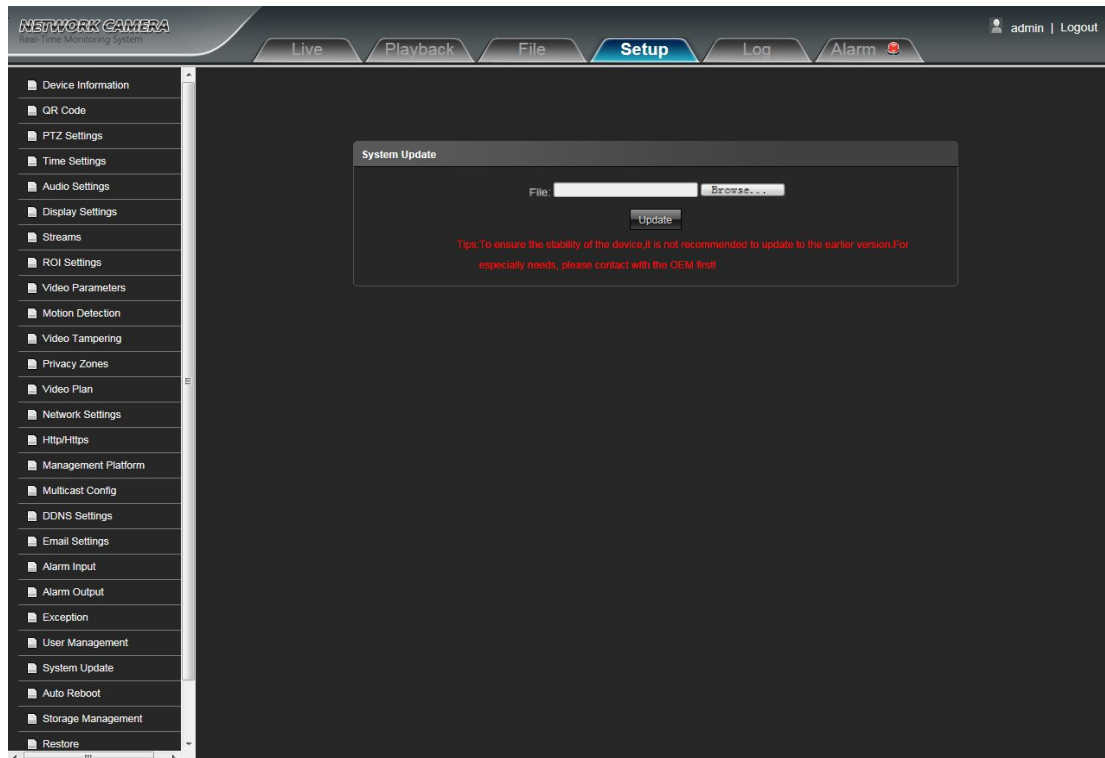 NETWORK CAMERA
Real-Time Monitoring System
admin | Logout
Live Playback File Setup Log Alarm
Device Information
QR Code
PTZ Settings
Time Settings
Audio Settings
Display Settings
Streams
ROI Settings
Video Parameters
Motion Detection
Video Tampering
Privacy Zones
Video Plan
Network Settings
Http/Https
Management Platform
Multicast Config
DDNS Settings
Email Settings
Alarm Input
Alarm Output
Exception
User Management
System Update
Auto Reboot
Storage Management
Restore
System Update
File: Browse...
Update
Tips:To ensure the stability of the device,it is not recommended to update to the earlier version.For
especially needs, please contact with the OEM first!